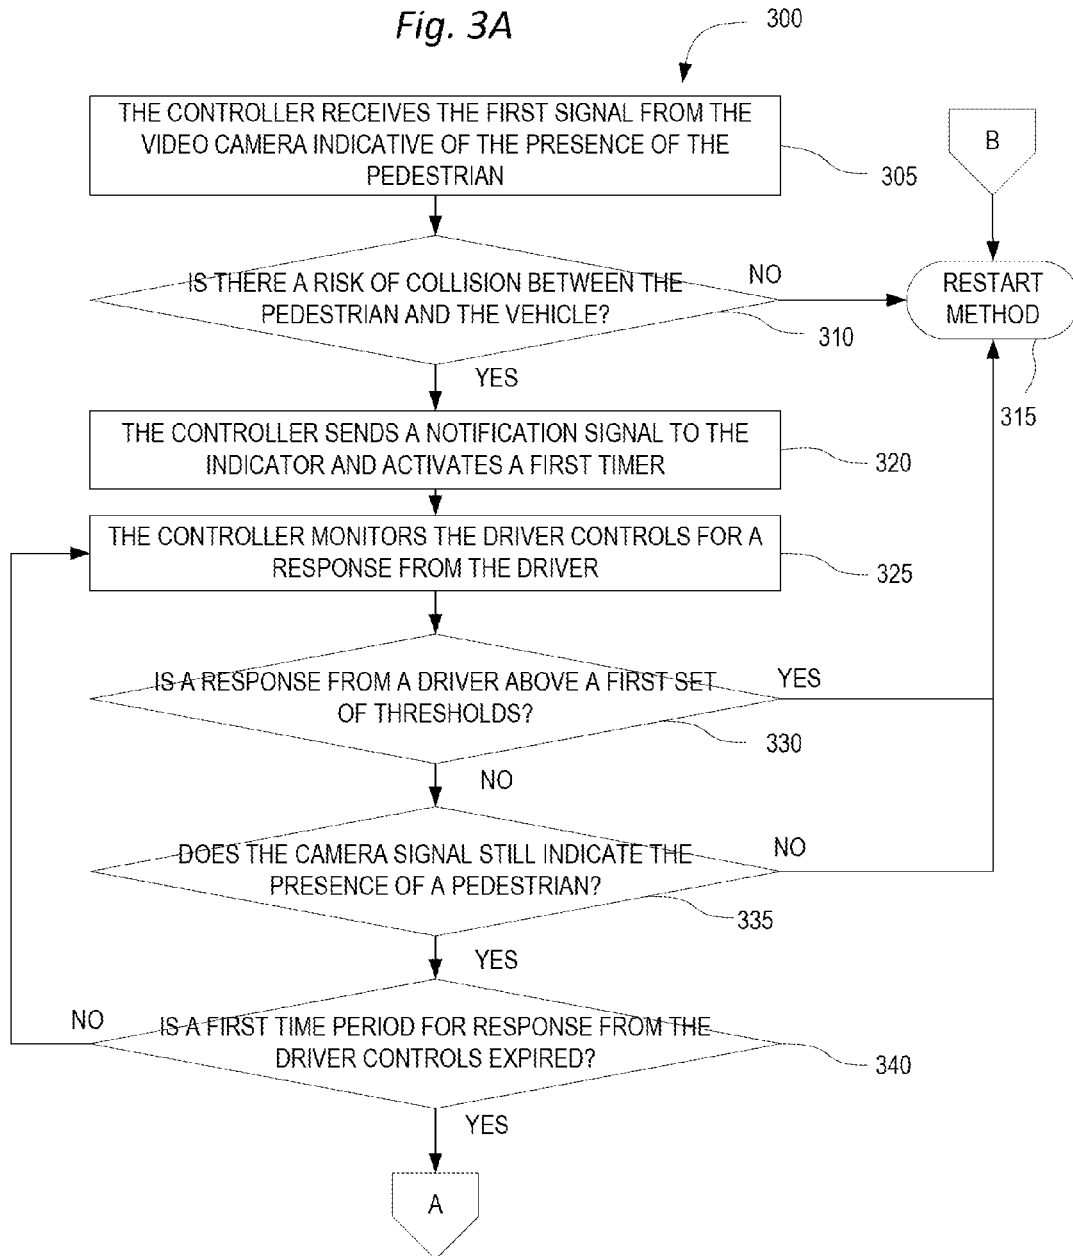 Fig. 3A
300
THE CONTROLLER RECEIVES THE FIRST SIGNAL FROM THE
VIDEO CAMERA INDICATIVE OF THE PRESENCE OF THE
PEDESTRIAN
305
B
IS THERE A RISK OF COLLISION BETWEEN THE
PEDESTRIAN AND THE VEHICLE?
NO
310
RESTART
METHOD
315
YES
THE CONTROLLER SENDS A NOTIFICATION SIGNAL TO THE
INDICATOR AND ACTIVATES A FIRST TIMER
320
THE CONTROLLER MONITORS THE DRIVER CONTROLS FOR A
RESPONSE FROM THE DRIVER
325
IS A RESPONSE FROM A DRIVER ABOVE A FIRST SET
OF THRESHOLDS?
YES
330
NO
DOES THE CAMERA SIGNAL STILL INDICATE THE
PRESENCE OF A PEDESTRIAN?
NO
335
YES
NO
IS A FIRST TIME PERIOD FOR RESPONSE FROM THE
DRIVER CONTROLS EXPIRED?
340
YES
A